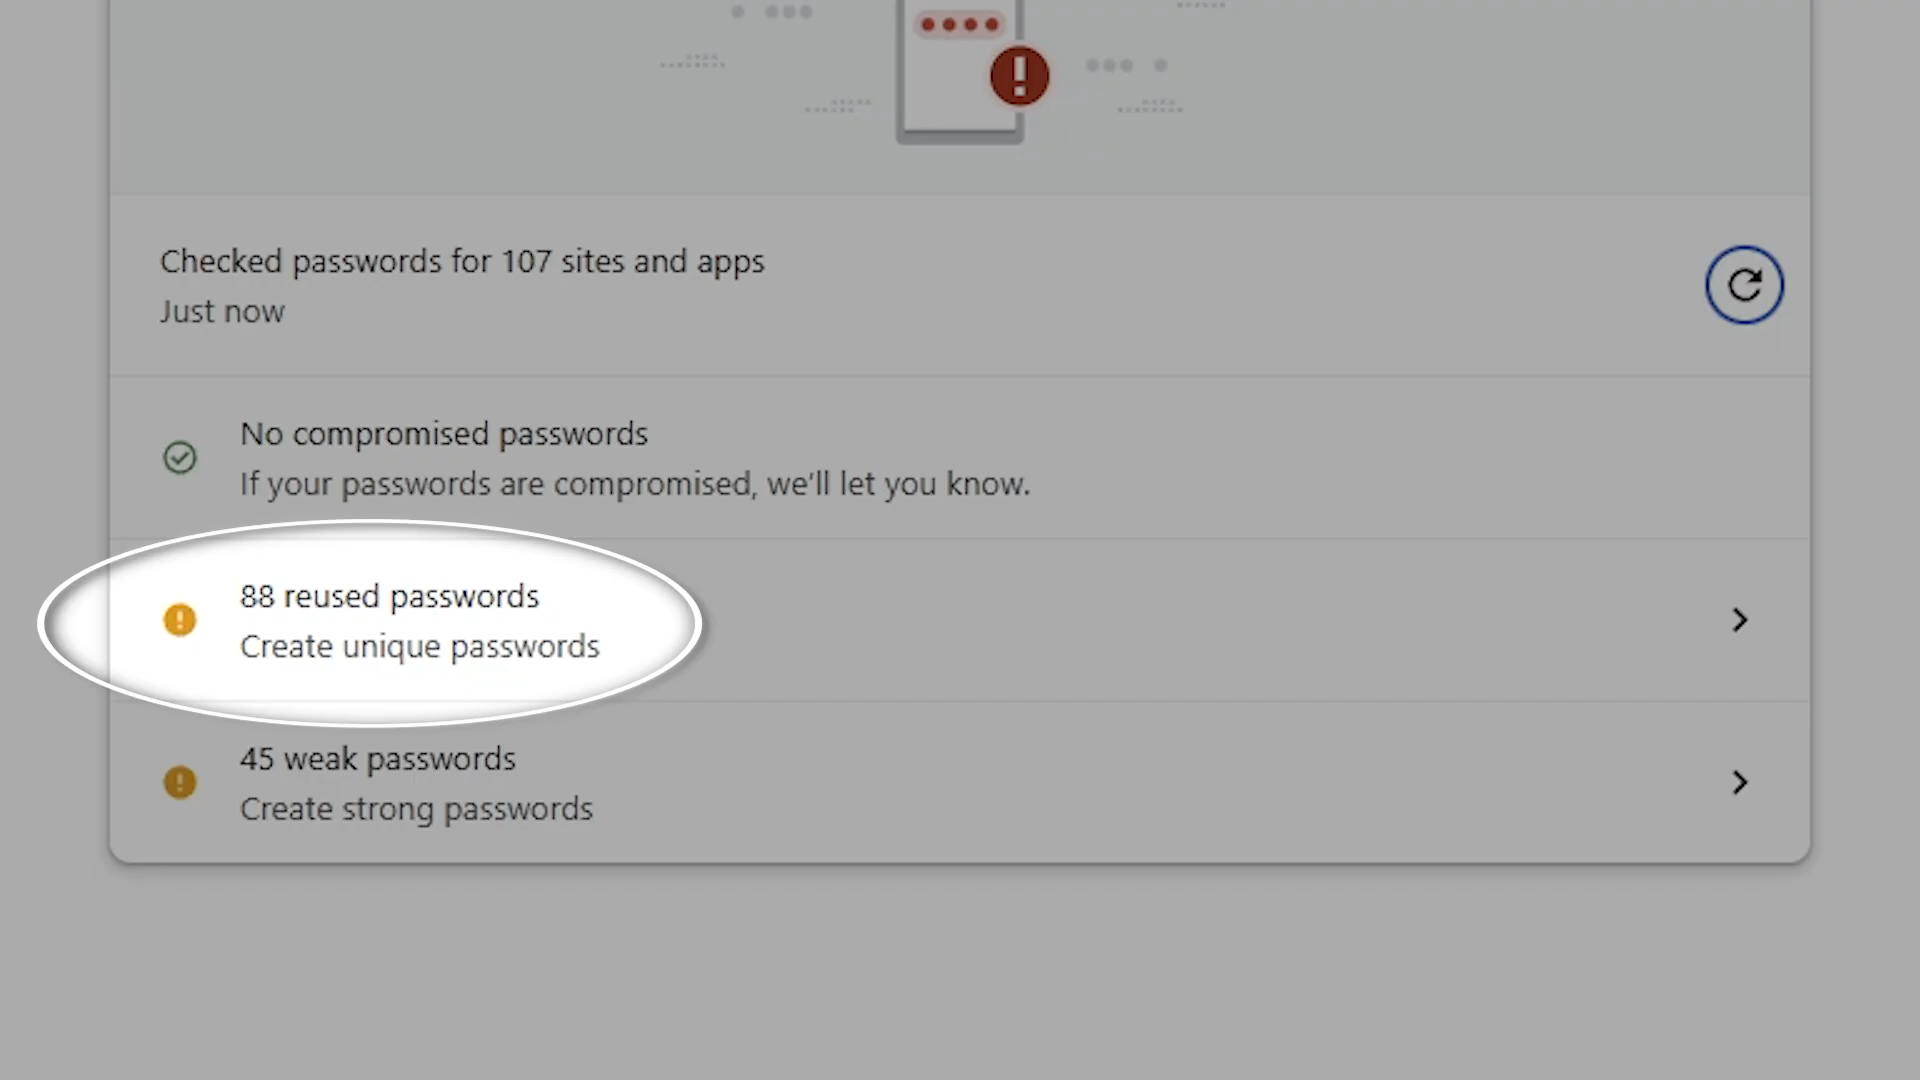 Checked passwords for 107 sites and apps
Just now
No compromised passwords
If your passwords are compromised, we'll let you know.
88 reused passwords
Create unique passwords
45 weak passwords
Create strong passwords